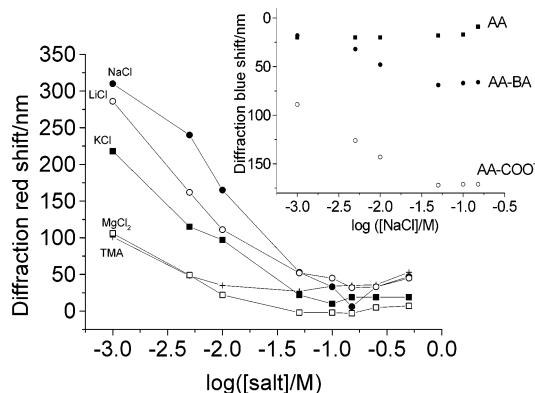 Diffraction red shift/nm
350
300
250
200
150
100
50
0
-3.0 -2.5 -2.0 -1.5 -1.0 -0.5 0.0
log([salt]/M)
NaCl
LiCl
KCl
MgCl2
TMA
Diffraction blue shift/nm
0
50
100
150
-3.0 -2.5 -2.0 -1.5 -1.0 -0.5
log ([NaCl]/M)
AA
AA-BA
AA-COO⁻